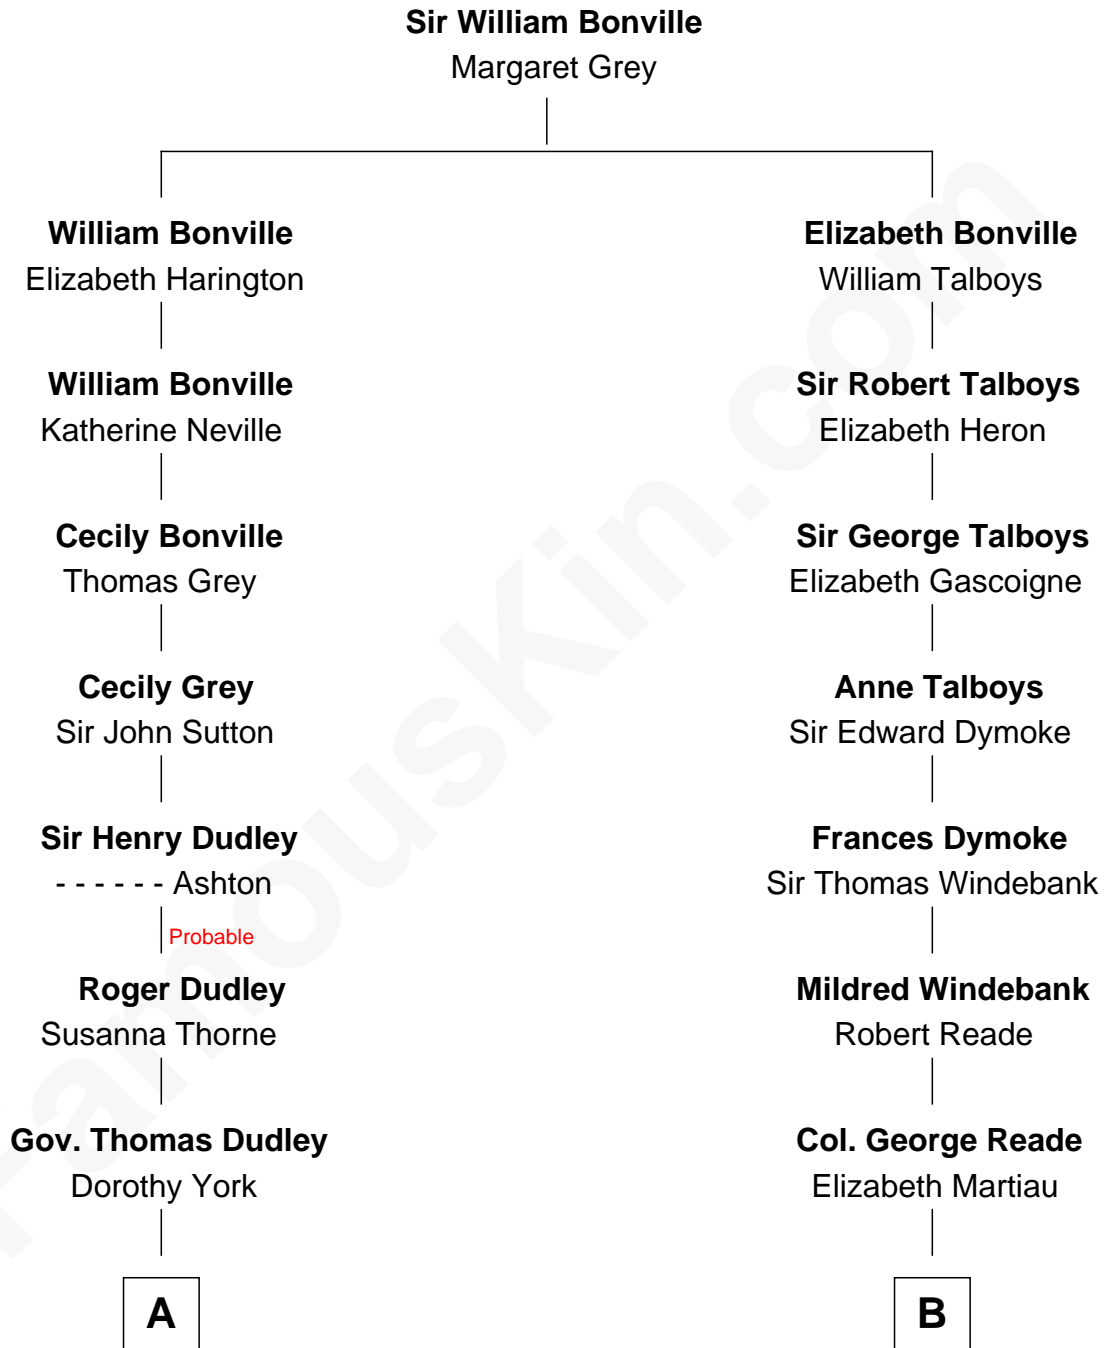 Sir William Bonville
Margaret Grey
William Bonville
Elizabeth Harington
William Bonville
Katherine Neville
Cecily Bonville
Thomas Grey
Cecily Grey
Sir John Sutton
Sir Henry Dudley
- - - - - - Ashton
Probable
Roger Dudley
Susanna Thorne
Gov. Thomas Dudley
Dorothy York
A
Elizabeth Bonville
William Talboys
Sir Robert Talboys
Elizabeth Heron
Sir George Talboys
Elizabeth Gascoigne
Anne Talboys
Sir Edward Dymoke
Frances Dymoke
Sir Thomas Windebank
Mildred Windebank
Robert Reade
Col. George Reade
Elizabeth Martiau
B
FamousKin.com